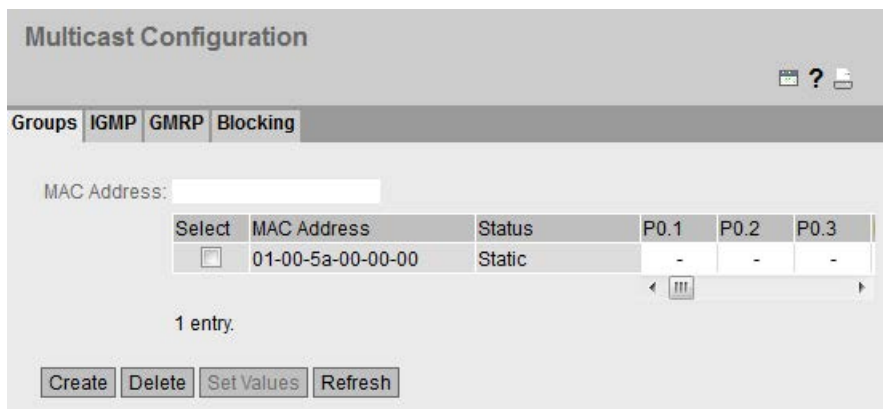 Multicast Configuration
?
Groups IGMP GMRP Blocking
MAC Address:
Select MAC Address Status P0.1 P0.2 P0.3
01-00-5a-00-00-00 Static - - -
1 entry.
Create Delete Set Values Refresh